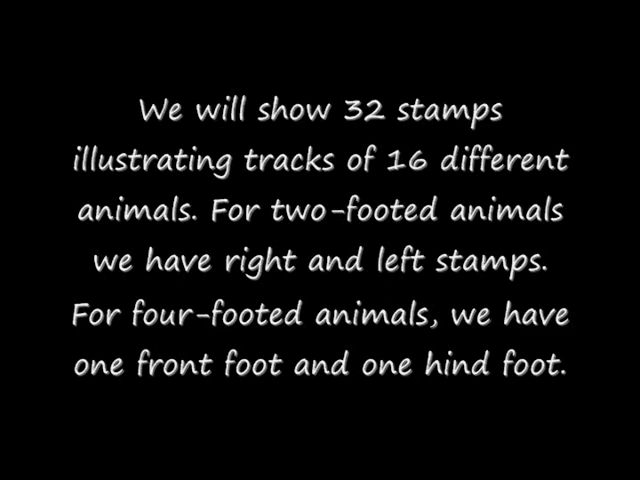 We will show 32 stamps
illustrating tracks of 16 different
animals. For two-footed animals
we have right and left stamps.
For four-footed animals, we have
one front foot and one hind foot.